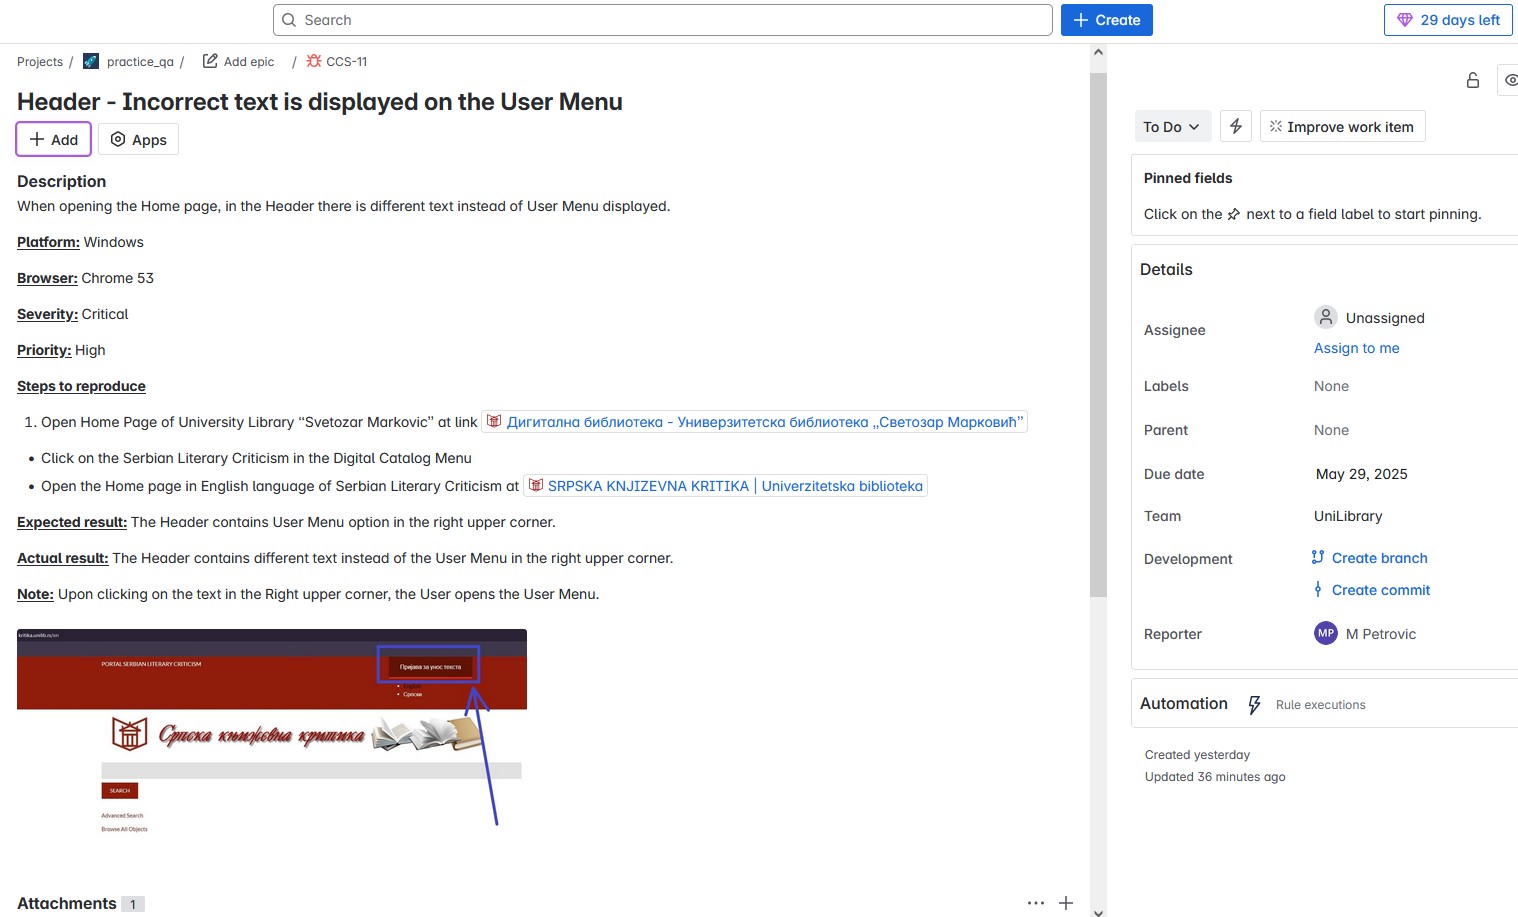 Search
Create
29 days left
Projects / practice_qa / Add epic / CCS-11
Header - Incorrect text is displayed on the User Menu
Add
Apps
To Do
Improve work item
Description
When opening the Home page, in the Header there is different text instead of User Menu displayed.
Platform: Windows
Browser: Chrome 53
Severity: Critical
Priority: High
Steps to reproduce
1. Open Home Page of University Library “Svetozar Markovic” at link Дигитална библиотека - Универзитетска библиотека „Светозар Марковић”
• Click on the Serbian Literary Criticism in the Digital Catalog Menu
• Open the Home page in English language of Serbian Literary Criticism at SRPSKA KNJIZEVNA KRITIKA | Univerzitetska biblioteka
Expected result: The Header contains User Menu option in the right upper corner.
Actual result: The Header contains different text instead of the User Menu in the right upper corner.
Note: Upon clicking on the text in the Right upper corner, the User opens the User Menu.
PORTAL SERBIAN LITERARY CRITICISM
Пријава за унос текста
Српски
Српска књижевна критика
SEARCH
Advanced Search
Browse All Objects
Attachments 1
Pinned fields
Click on the next to a field label to start pinning.
Details
Assignee
Unassigned
Assign to me
Labels
None
Parent
None
Due date
May 29, 2025
Team
UniLibrary
Development
Create branch
Create commit
Reporter
MP M Petrovic
Automation
Rule executions
Created yesterday
Updated 36 minutes ago